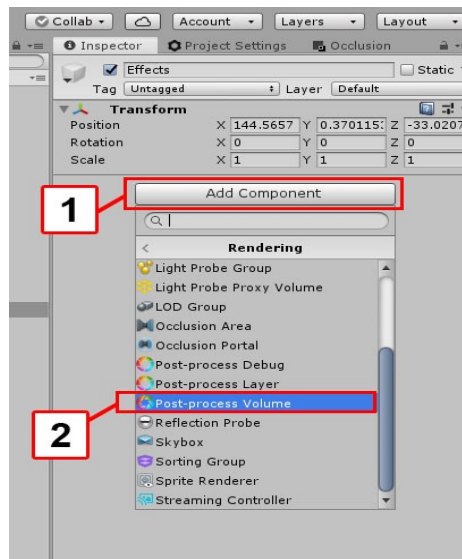 Collab Account Layers Layout
Inspector Project Settings Occlusion
Effects Static
Tag Untagged Layer Default
Transform
Position X 144.5657 Y 0.370115: Z -33.0207
Rotation X 0 Y 0 Z 0
Scale X 1 Y 1 Z 1
Add Component
1
< Rendering
Light Probe Group
Light Probe Proxy Volume
LOD Group
Occlusion Area
Occlusion Portal
Post-process Debug
Post-process Layer
Post-process Volume
2
Reflection Probe
Skybox
Sorting Group
Sprite Renderer
Streaming Controller